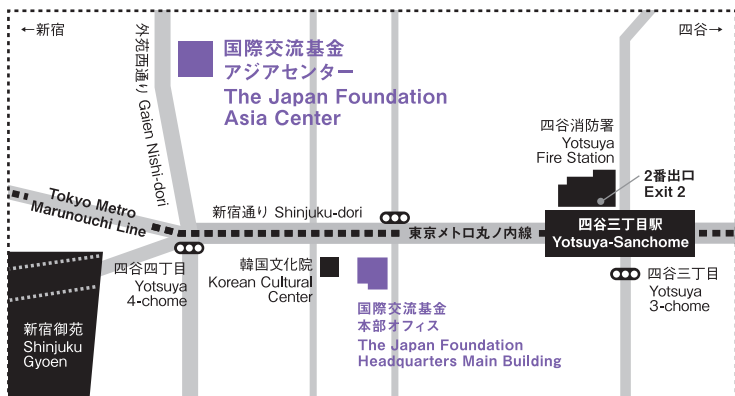 ←新宿
四谷→
外苑西通り Gaien Nishi-dori
国際交流基金
アジアセンター
The Japan Foundation
Asia Center
四谷消防署
Yotsuya
Fire Station
2番出口
Exit 2
Tokyo Metro
Marunouchi Line
新宿通り Shinjuku-dori
東京メトロ丸ノ内線
四谷三丁目駅
Yotsuya-Sanchome
四谷四丁目
Yotsuya
4-chome
韓国文化院
Korean Cultural
Center
四谷三丁目
Yotsuya
3-chome
国際交流基金
本部オフィス
The Japan Foundation
Headquarters Main Building
新宿御苑
Shinjuku
Gyoen